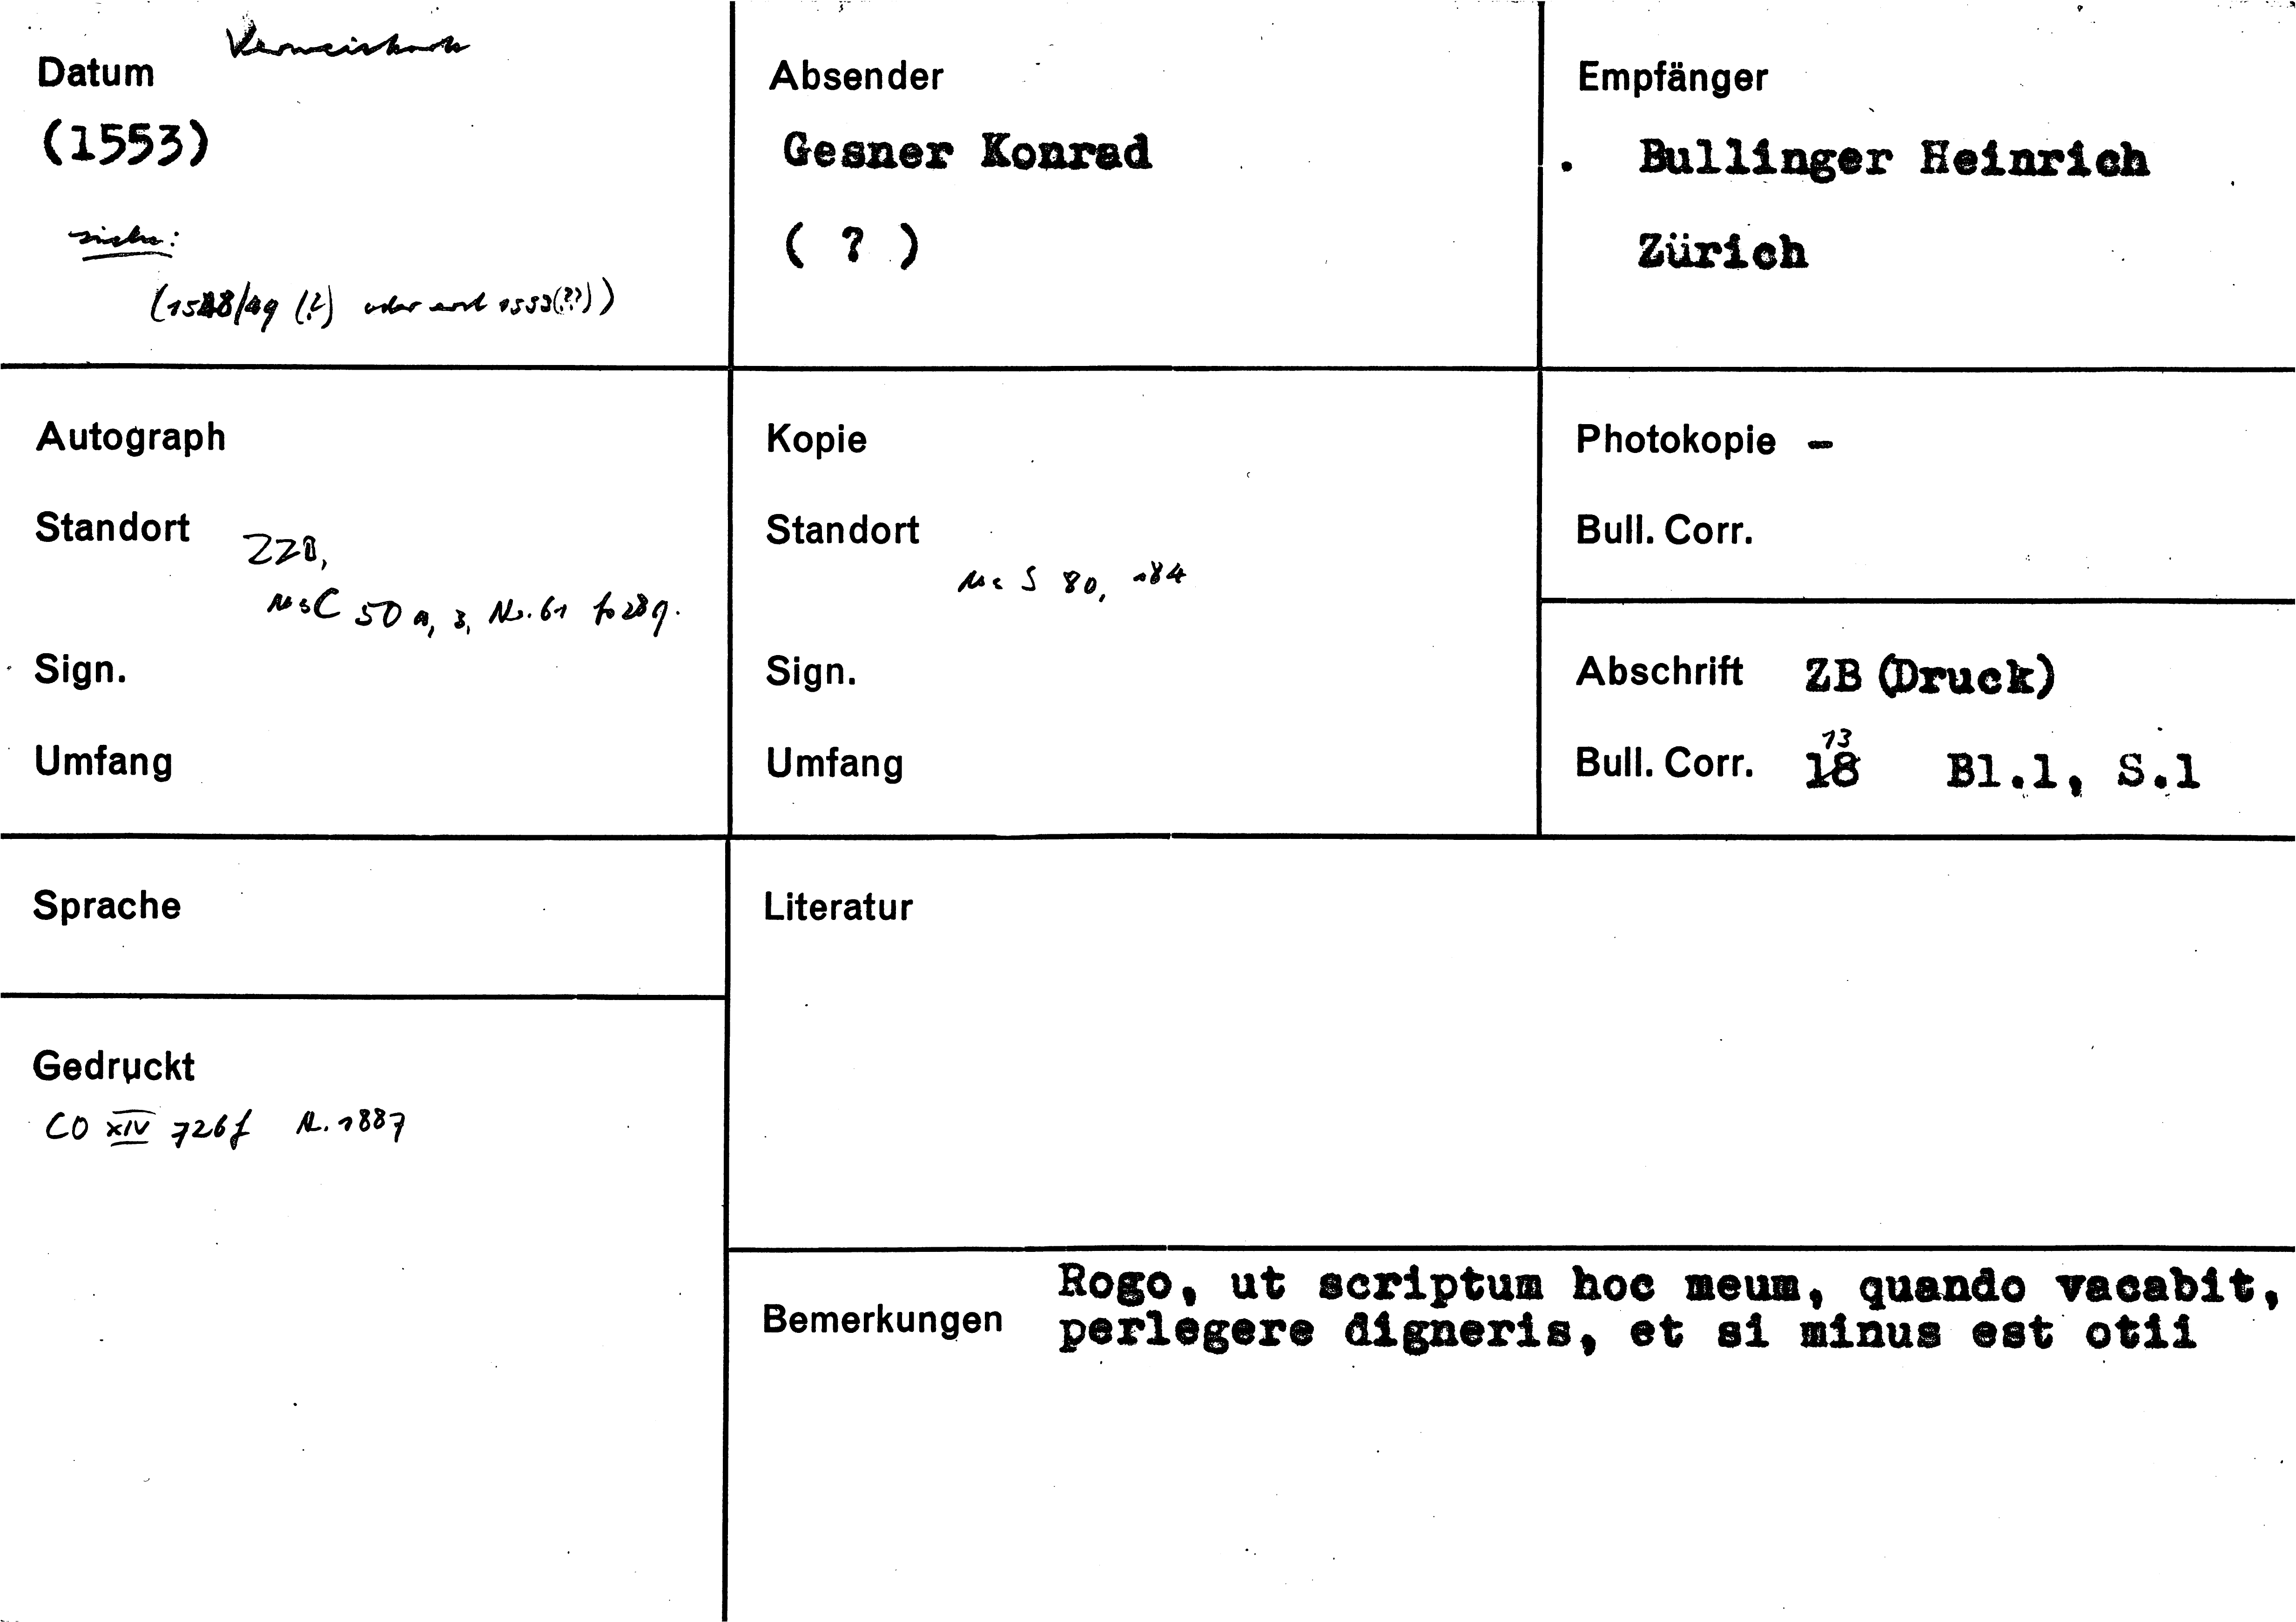 Verweiskarte
Datum
(1553)
siehe:
(1548/49 (?) oder erst 1553(??))
Absender
Gesner Konrad
( ? )
Empfänger
Bullinger Heinrich
Zürich
Autograph
Standort
ZZB,
Ms C 50 a, 3, Nr. 61 fo 289.
Sign.
Umfang
Kopie
Standort
Ms S 80, 184
Sign.
Umfang
Photokopie -
Bull. Corr.
Abschrift ZB (Druck)
13
Bull. Corr. 18 Bl.1, S.1
Sprache
Gedruckt
CO XIV 726f Nr. 1887
Literatur
Bemerkungen
Rogo, ut scriptum hoc meum, quando vacabit,
perlegere digneris, et si minus est otii